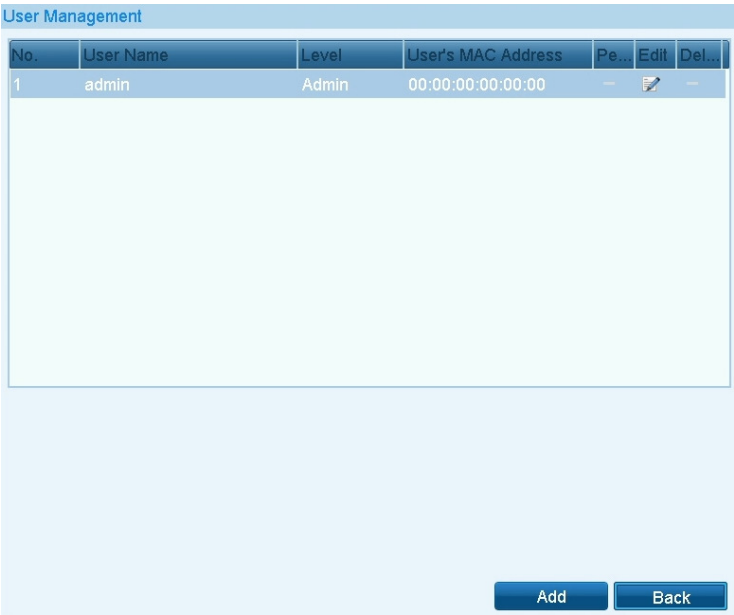 User Management
No. User Name Level User's MAC Address Pe... Edit Del...
1 admin Admin 00:00:00:00:00:00 — —
Add Back